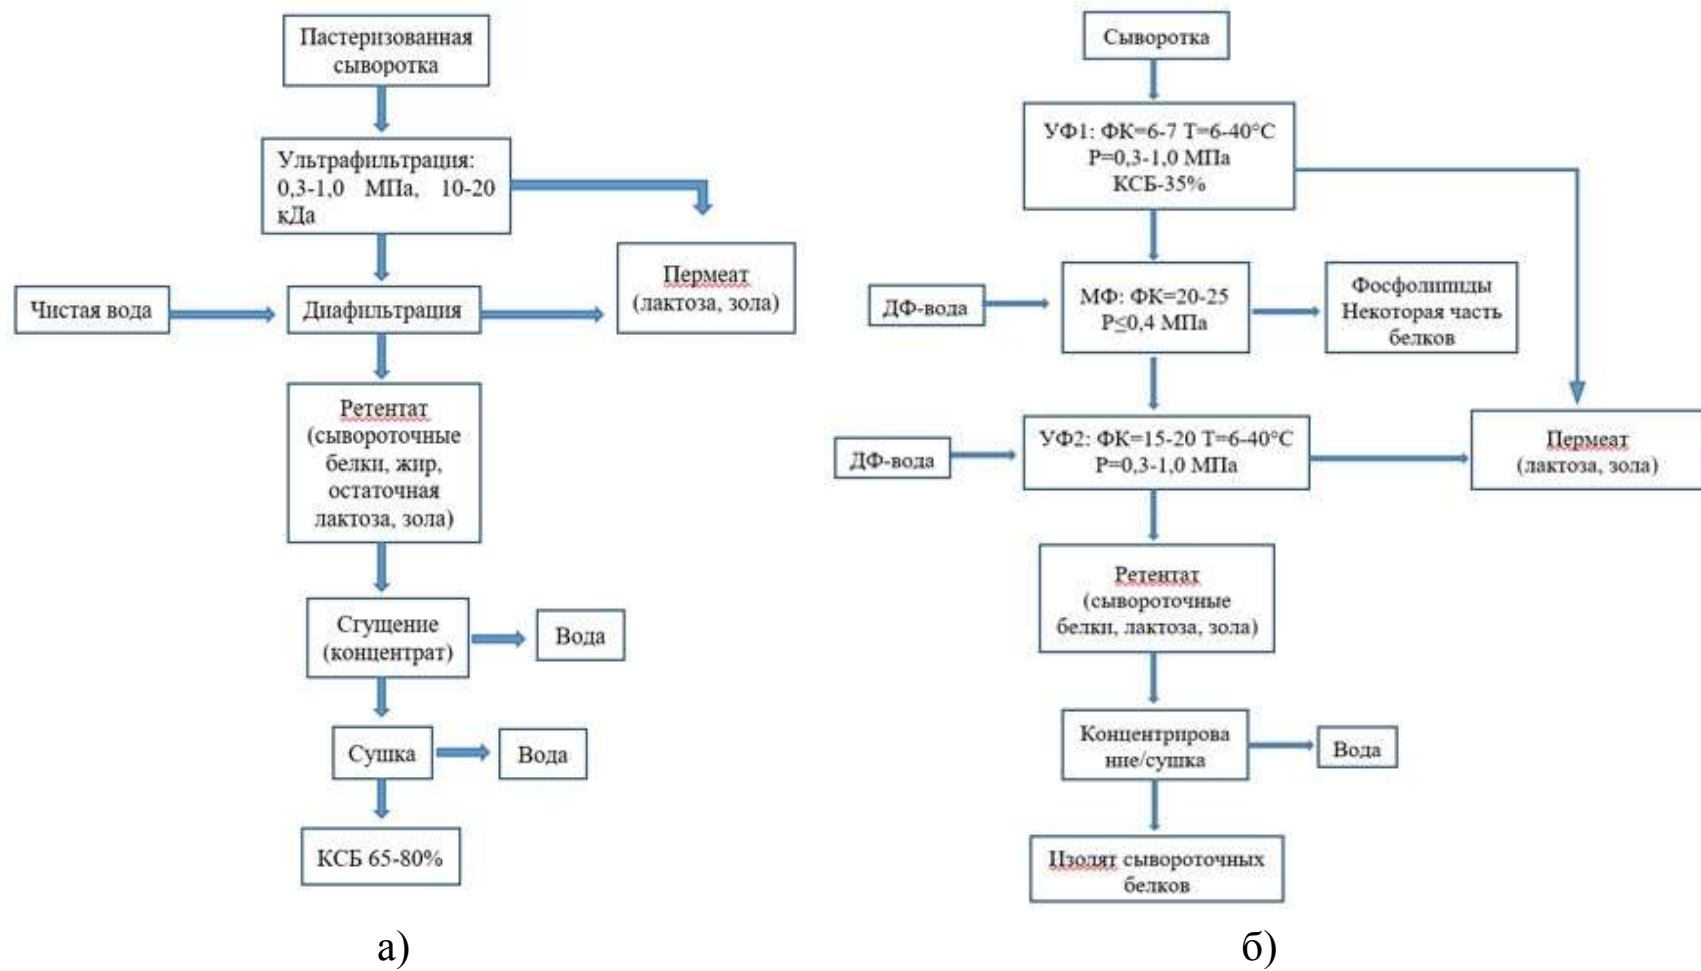 Пастеризованная
сыворотка
Ультрафильтрация:
0,3-1,0 МПа, 10-20
кДа
Пермеат
(лактоза, зола)
Чистая вода
Диафильтрация
Ретентат
(сывороточные
белки, жир,
остаточная
лактоза, зола)
Сгущение
(концентрат)
Вода
Сушка
Вода
КСБ 65-80%
а)
Сыворотка
УФ1: ФК=6-7 Т=6-40°С
Р=0,3-1,0 МПа
КСБ-35%
ДФ-вода
МФ: ФК=20-25
Р≤0,4 МПа
Фосфолипиды
Некоторая часть
белков
ДФ-вода
УФ2: ФК=15-20 Т=6-40°С
Р=0,3-1,0 МПа
Пермеат
(лактоза, зола)
Ретентат
(сывороточные
белки, лактоза, зола)
Концентрирова
ние/сушка
Вода
Изолят сывороточных
белков
б)